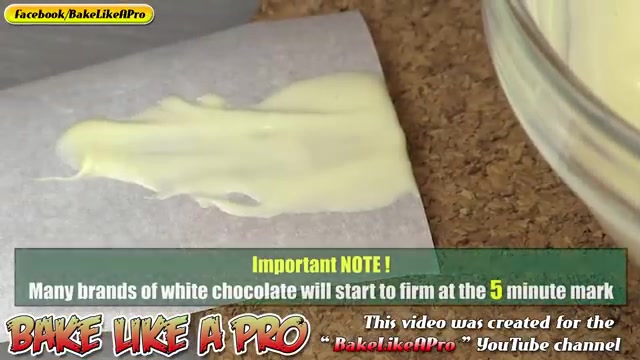 Facebook/BakeLikeAPro
Important NOTE !
Many brands of white chocolate will start to firm at the 5 minute mark
BAKE LIKE A PRO
This video was created for the
" BakeLikeAPro " YouTube channel